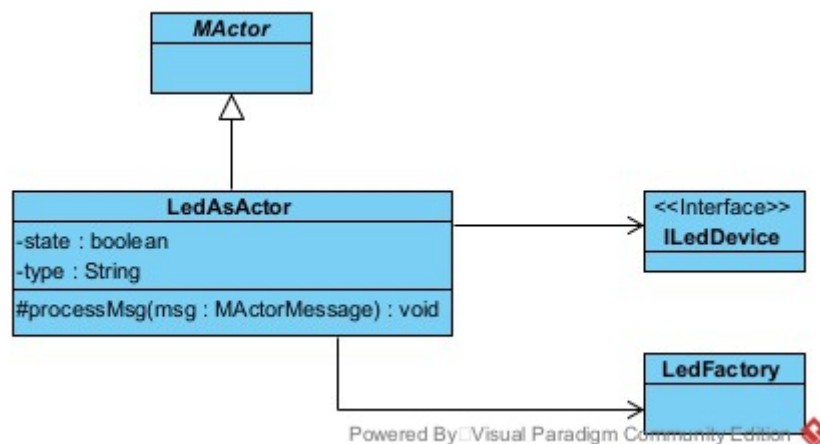 MActor
LedAsActor
-state : boolean
-type : String
#processMsg(msg : MActorMessage) : void
<<Interface>>
ILedDevice
LedFactory
Powered By Visual Paradigm Community Edition